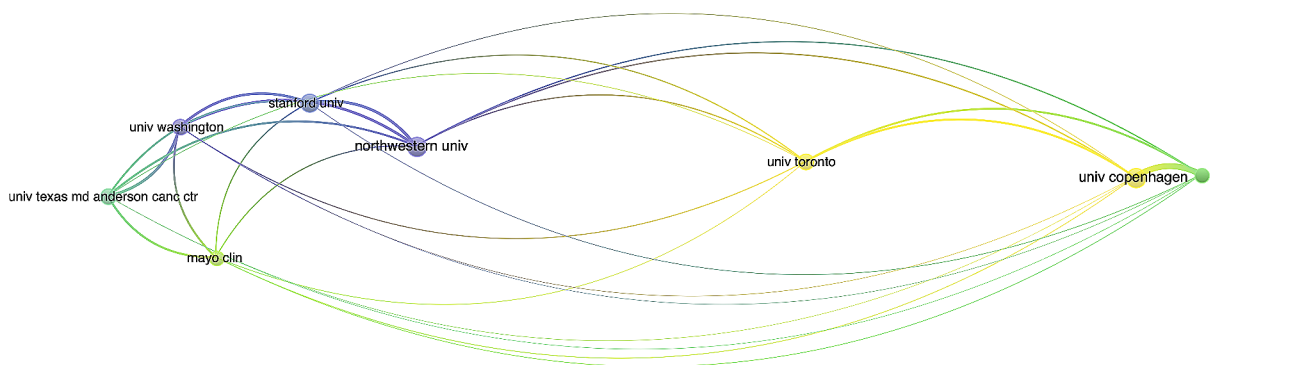 stanford univ
univ washington
northwestern univ
univ toronto
univ copenhagen
univ texas md anderson canc ctr
mayo clin